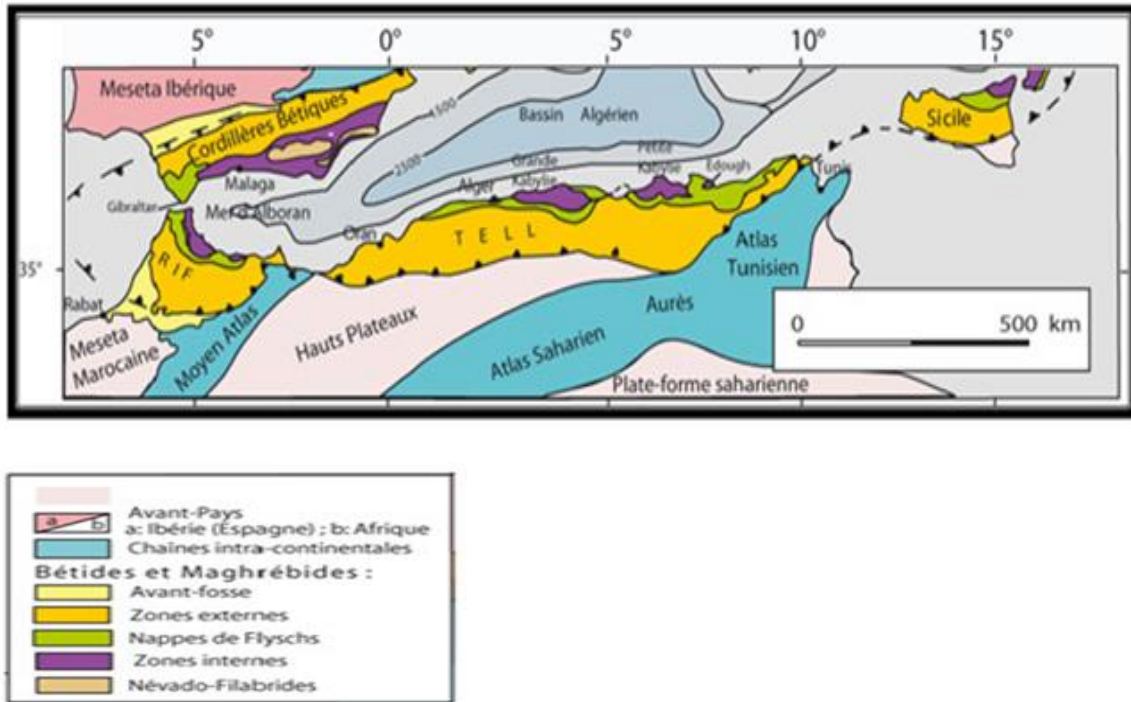 5° 0° 5° 10° 15°
Meseta Ibérique
Cordillères Bétiques
1500
Bassin Algérien
2500
Sicile
Malaga
Grande
Kabylie
Petite
Kabylie
Edough
Tunis
Alger
Gibraltar
Mer d'Alboran
Oran
TELL
RIF
Atlas
Tunisien
35°
Rabat
Aurès
Meseta
Marocaine
Moyen Atlas
Hauts Plateaux
Atlas Saharien
Plate-forme saharienne
0 500 km
a b
Avant-Pays
a: Ibérie (Espagne) ; b: Afrique
Chaînes intra-continentales
Bétides et Maghrébides :
Avant-fosse
Zones externes
Nappes de Flyschs
Zones internes
Névado-Filabrides